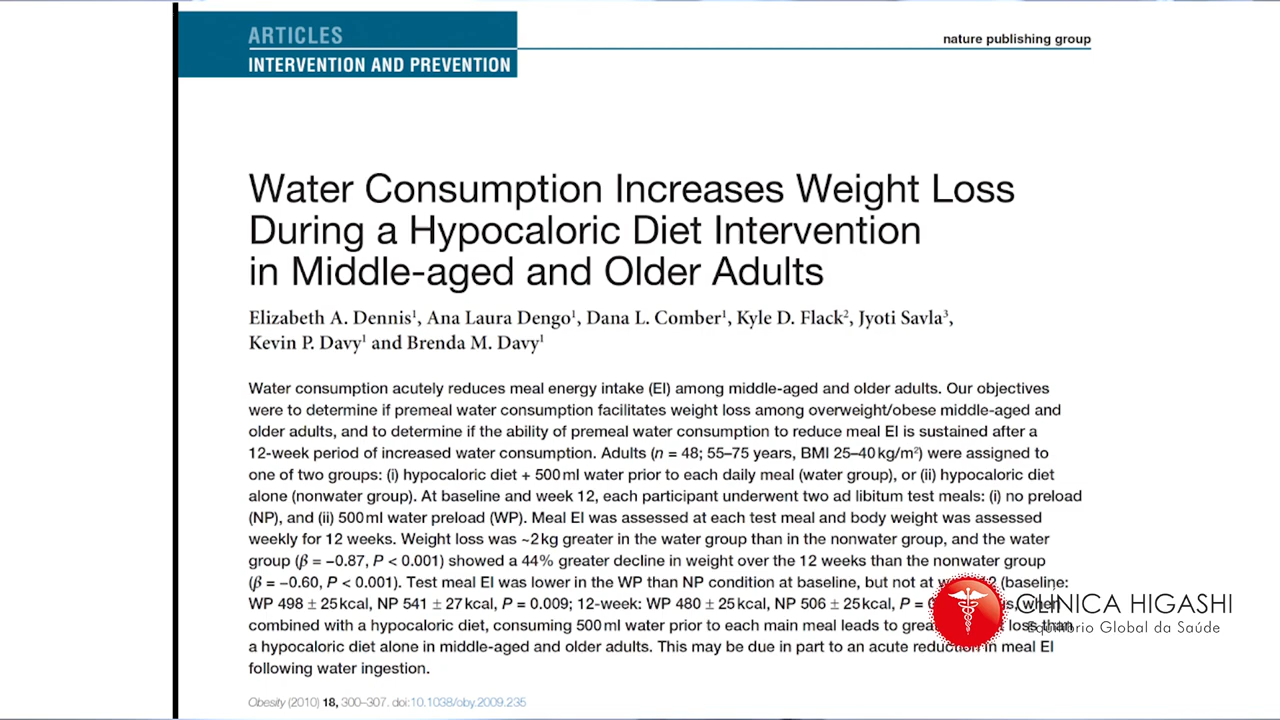 ARTICLES
nature publishing group
INTERVENTION AND PREVENTION
Water Consumption Increases Weight Loss
During a Hypocaloric Diet Intervention
in Middle-aged and Older Adults
Elizabeth A. Dennis¹, Ana Laura Dengo¹, Dana L. Comber¹, Kyle D. Flack², Jyoti Savla³,
Kevin P. Davy¹ and Brenda M. Davy¹
Water consumption acutely reduces meal energy intake (EI) among middle-aged and older adults. Our objectives
were to determine if premeal water consumption facilitates weight loss among overweight/obese middle-aged and
older adults, and to determine if the ability of premeal water consumption to reduce meal EI is sustained after a
12-week period of increased water consumption. Adults (n = 48; 55–75 years, BMI 25–40 kg/m²) were assigned to
one of two groups: (i) hypocaloric diet + 500 ml water prior to each daily meal (water group), or (ii) hypocaloric diet
alone (nonwater group). At baseline and week 12, each participant underwent two ad libitum test meals: (i) no preload
(NP), and (ii) 500 ml water preload (WP). Meal EI was assessed at each test meal and body weight was assessed
weekly for 12 weeks. Weight loss was ~2 kg greater in the water group than in the nonwater group, and the water
group (β = −0.87, P < 0.001) showed a 44% greater decline in weight over the 12 weeks than the nonwater group
(β = −0.60, P < 0.001). Test meal EI was lower in the WP than NP condition at baseline, but not at (baseline:
WP 498 ± 25 kcal, NP 541 ± 27 kcal, P = 0.009; 12-week: WP 480 ± 25 kcal, NP 506 ± 25 kcal, P = when
combined with a hypocaloric diet, consuming 500 ml water prior to each main meal leads to loss than
a hypocaloric diet alone in middle-aged and older adults. This may be due in part to an acute reduction in meal EI
following water ingestion.
CLINICA HIGASHI
Equilíbrio Global da Saúde
Obesity (2010) 18, 300–307. doi:10.1038/oby.2009.235